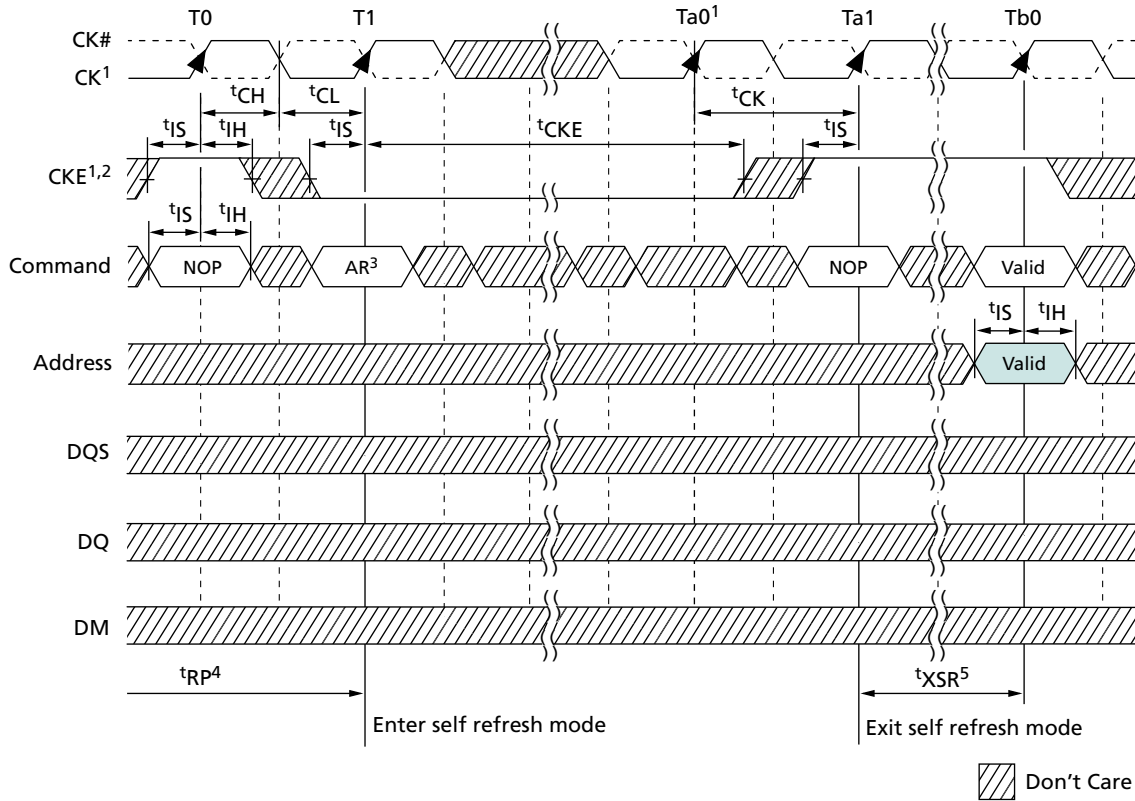 T0 T1 Ta0¹ Ta1 Tb0
CK#
CK¹
ᵗCH ᵗCL ᵗCK
ᵗIS ᵗIH ᵗIS ᵗCKE ᵗIS
CKE¹,²
ᵗIS ᵗIH
Command NOP AR³ NOP Valid
ᵗIS ᵗIH
Address Valid
DQS
DQ
DM
ᵗRP⁴ ᵗXSR⁵
Enter self refresh mode Exit self refresh mode
Don't Care